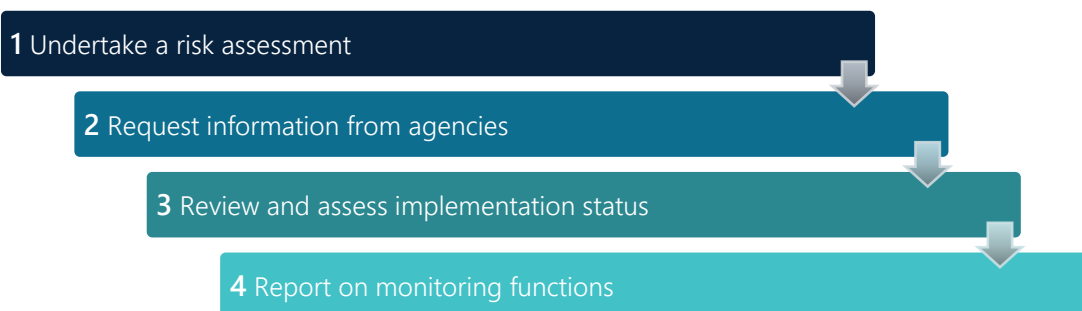 1 Undertake a risk assessment
2 Request information from agencies
3 Review and assess implementation status
4 Report on monitoring functions